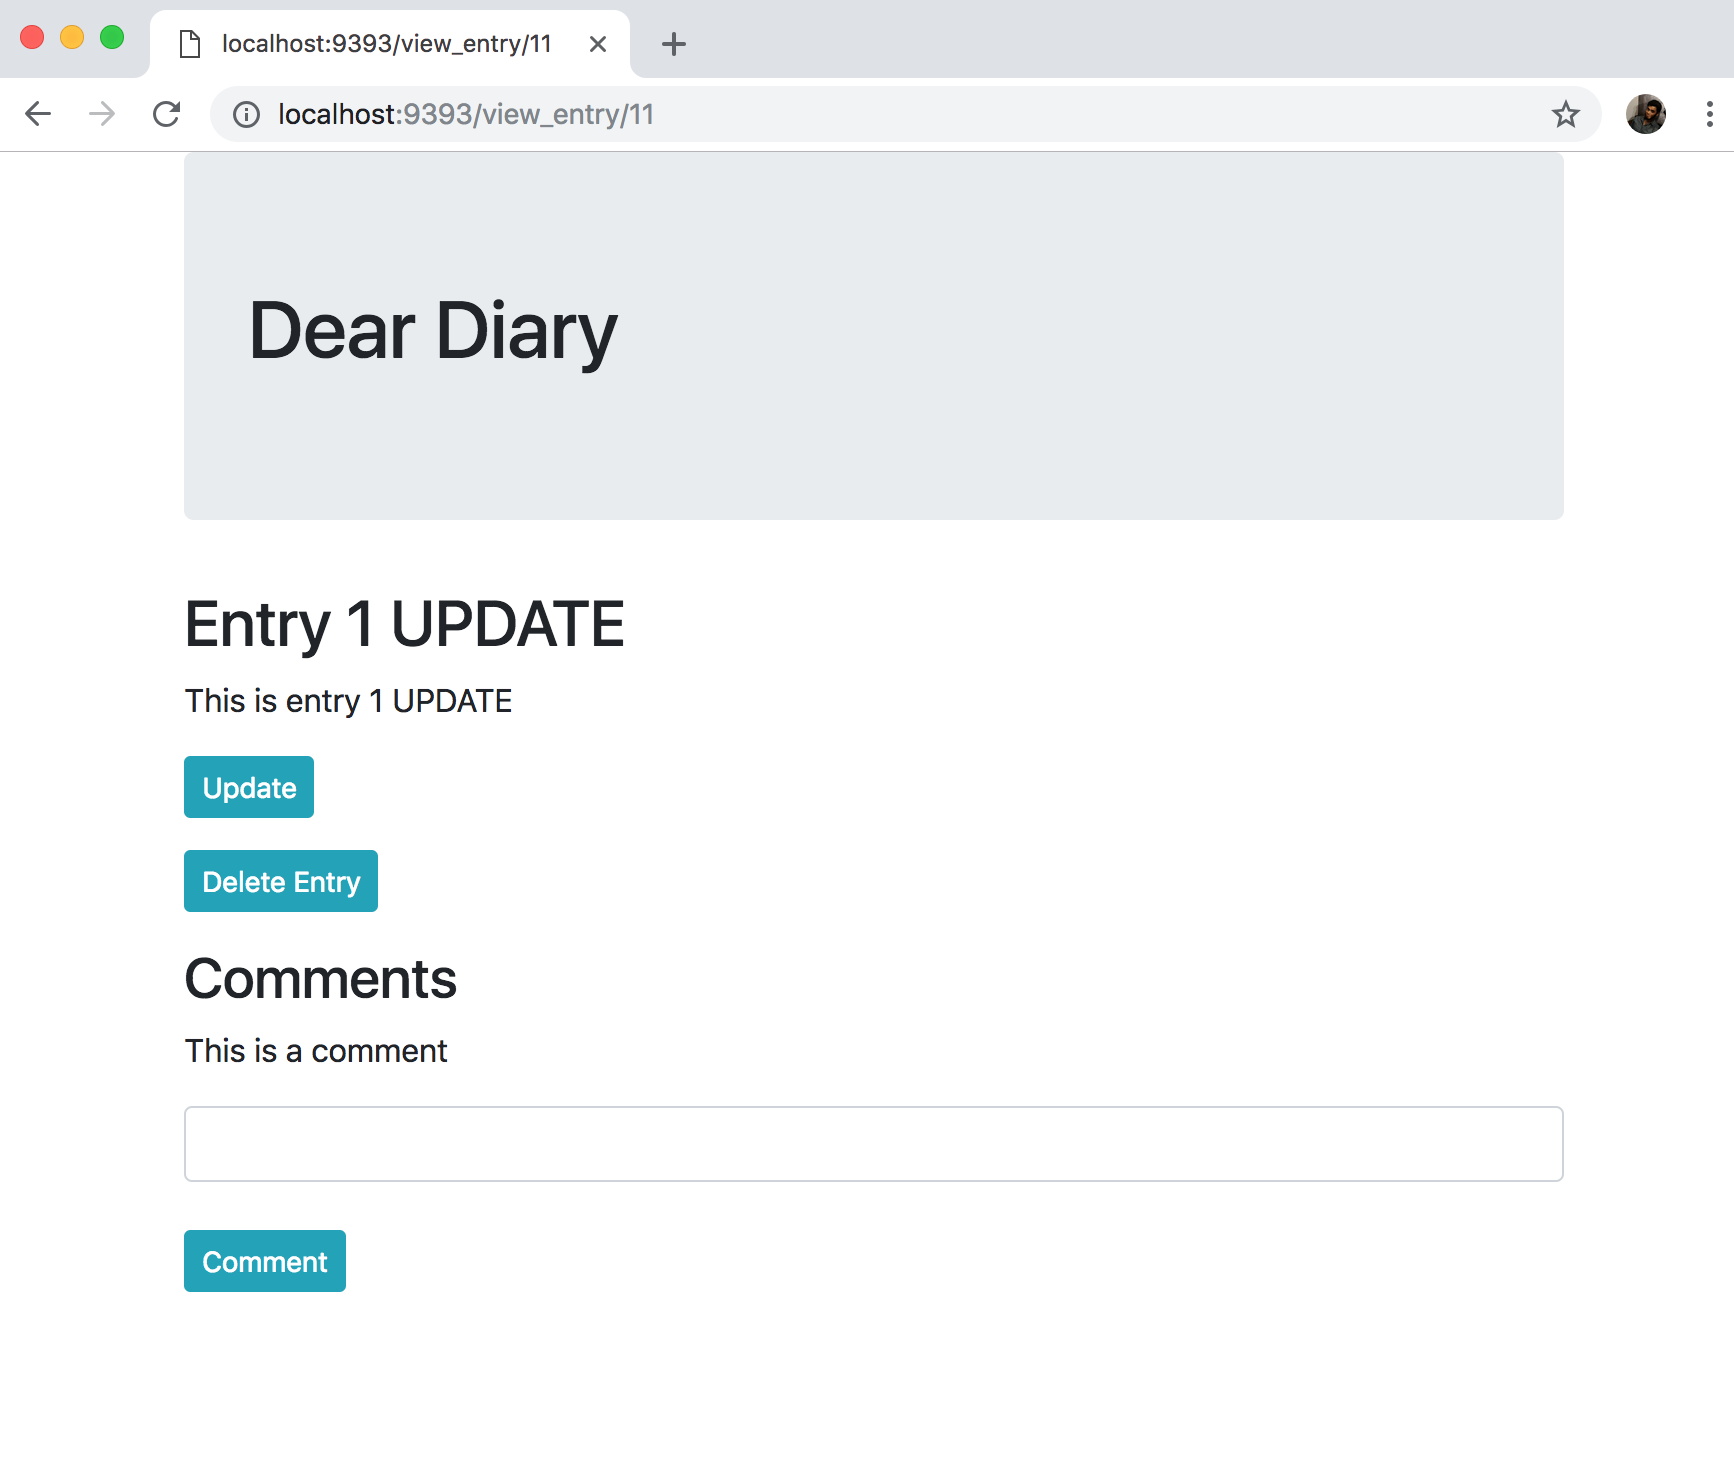 localhost:9393/view_entry/11
localhost:9393/view_entry/11
Dear Diary
Entry 1 UPDATE
This is entry 1 UPDATE
Update
Delete Entry
Comments
This is a comment
Comment